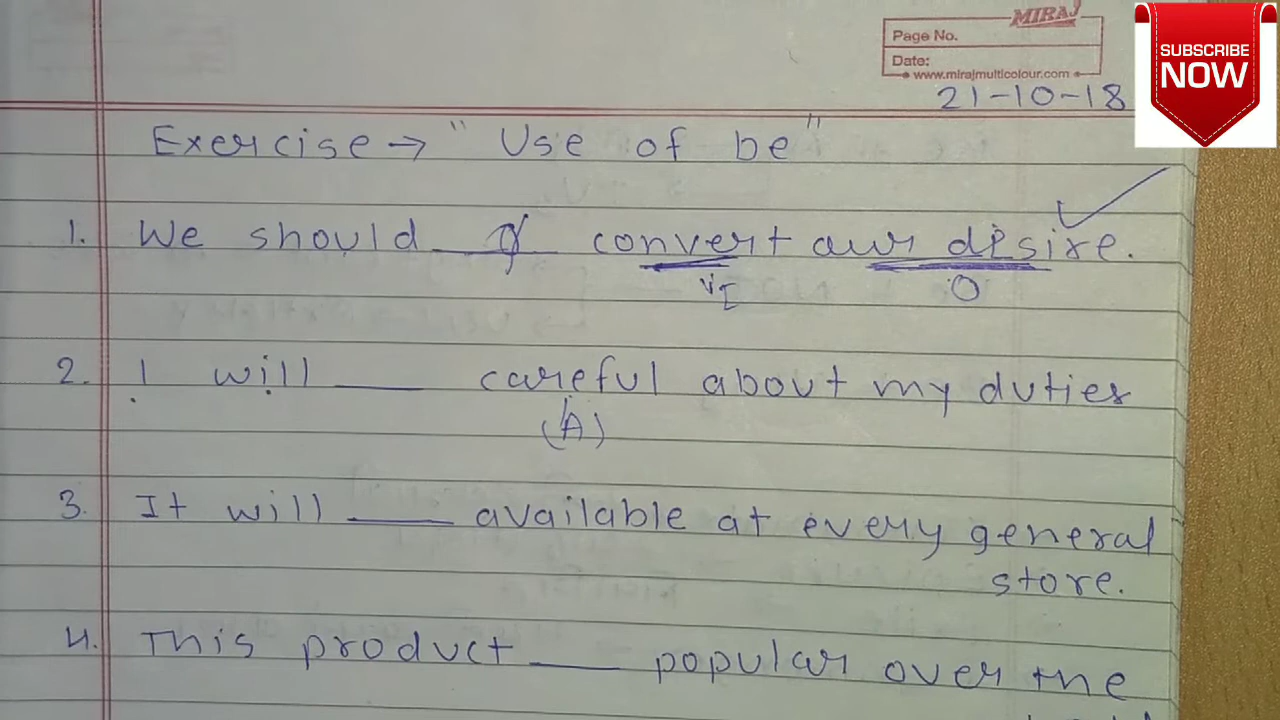 MIRAJ
Page No.
Date:
www.mirajmulticolour.com
21-10-18
SUBSCRIBE
NOW
Exercise → " Use of be "
1. We should convert our desire.
V I O
2. I will ___ careful about my duties
(A)
3. It will ___ available at every general
store.
4. This product ___ popular over the